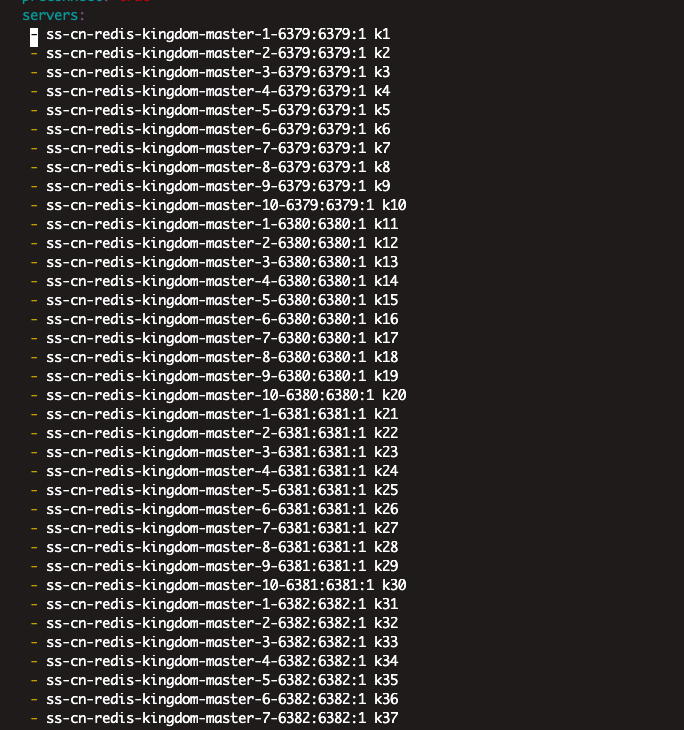 servers:
- ss-cn-redis-kingdom-master-1-6379:6379:1 k1
- ss-cn-redis-kingdom-master-2-6379:6379:1 k2
- ss-cn-redis-kingdom-master-3-6379:6379:1 k3
- ss-cn-redis-kingdom-master-4-6379:6379:1 k4
- ss-cn-redis-kingdom-master-5-6379:6379:1 k5
- ss-cn-redis-kingdom-master-6-6379:6379:1 k6
- ss-cn-redis-kingdom-master-7-6379:6379:1 k7
- ss-cn-redis-kingdom-master-8-6379:6379:1 k8
- ss-cn-redis-kingdom-master-9-6379:6379:1 k9
- ss-cn-redis-kingdom-master-10-6379:6379:1 k10
- ss-cn-redis-kingdom-master-1-6380:6380:1 k11
- ss-cn-redis-kingdom-master-2-6380:6380:1 k12
- ss-cn-redis-kingdom-master-3-6380:6380:1 k13
- ss-cn-redis-kingdom-master-4-6380:6380:1 k14
- ss-cn-redis-kingdom-master-5-6380:6380:1 k15
- ss-cn-redis-kingdom-master-6-6380:6380:1 k16
- ss-cn-redis-kingdom-master-7-6380:6380:1 k17
- ss-cn-redis-kingdom-master-8-6380:6380:1 k18
- ss-cn-redis-kingdom-master-9-6380:6380:1 k19
- ss-cn-redis-kingdom-master-10-6380:6380:1 k20
- ss-cn-redis-kingdom-master-1-6381:6381:1 k21
- ss-cn-redis-kingdom-master-2-6381:6381:1 k22
- ss-cn-redis-kingdom-master-3-6381:6381:1 k23
- ss-cn-redis-kingdom-master-4-6381:6381:1 k24
- ss-cn-redis-kingdom-master-5-6381:6381:1 k25
- ss-cn-redis-kingdom-master-6-6381:6381:1 k26
- ss-cn-redis-kingdom-master-7-6381:6381:1 k27
- ss-cn-redis-kingdom-master-8-6381:6381:1 k28
- ss-cn-redis-kingdom-master-9-6381:6381:1 k29
- ss-cn-redis-kingdom-master-10-6381:6381:1 k30
- ss-cn-redis-kingdom-master-1-6382:6382:1 k31
- ss-cn-redis-kingdom-master-2-6382:6382:1 k32
- ss-cn-redis-kingdom-master-3-6382:6382:1 k33
- ss-cn-redis-kingdom-master-4-6382:6382:1 k34
- ss-cn-redis-kingdom-master-5-6382:6382:1 k35
- ss-cn-redis-kingdom-master-6-6382:6382:1 k36
- ss-cn-redis-kingdom-master-7-6382:6382:1 k37